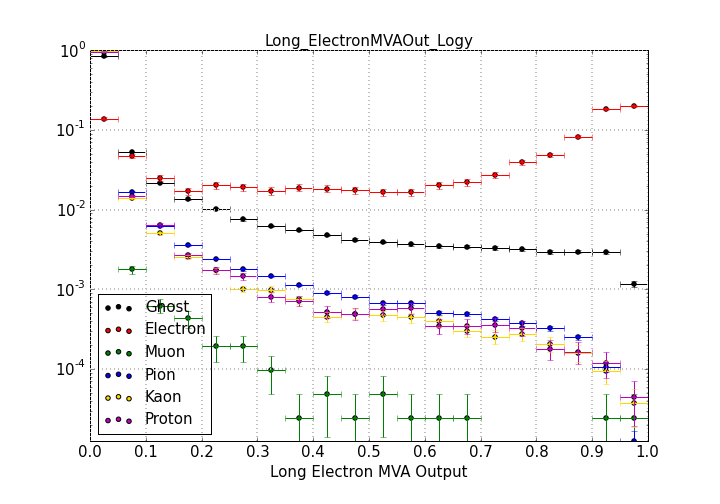 Long_ElectronMVAOut_Logy
10^0
10^-1
10^-2
10^-3
10^-4
Ghost
Electron
Muon
Pion
Kaon
Proton
0.0 0.1 0.2 0.3 0.4 0.5 0.6 0.7 0.8 0.9 1.0
Long Electron MVA Output